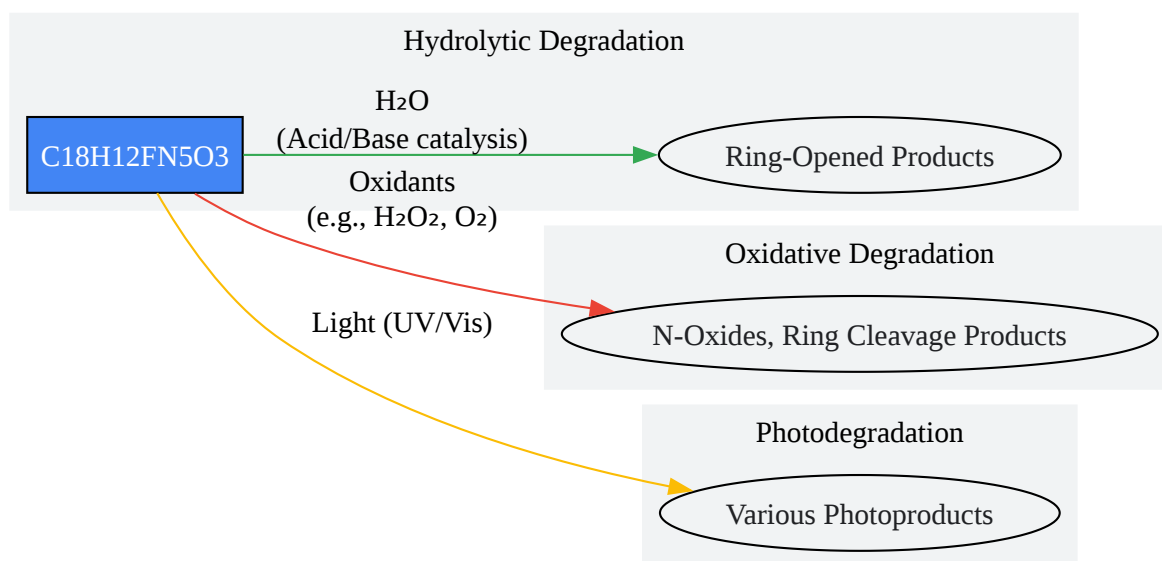 Hydrolytic Degradation
H₂O
(Acid/Base catalysis)
C18H12FN5O3
Ring-Opened Products
Oxidants
(e.g., H₂O₂, O₂)
Oxidative Degradation
Light (UV/Vis)
N-Oxides, Ring Cleavage Products
Photodegradation
Various Photoproducts